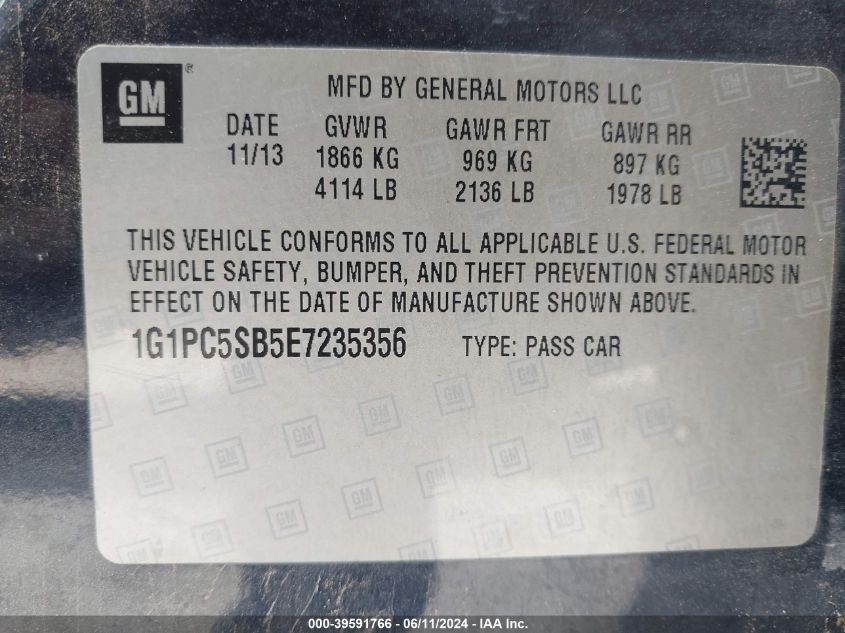 GM ®
MFD BY GENERAL MOTORS LLC
DATE GVWR GAWR FRT GAWR RR
11/13 1866 KG 969 KG 897 KG
4114 LB 2136 LB 1978 LB
THIS VEHICLE CONFORMS TO ALL APPLICABLE U.S. FEDERAL MOTOR
VEHICLE SAFETY, BUMPER, AND THEFT PREVENTION STANDARDS IN
EFFECT ON THE DATE OF MANUFACTURE SHOWN ABOVE.
1G1PC5SB5E7235356 TYPE: PASS CAR
000-39591766 - 06/11/2024 - IAA Inc.